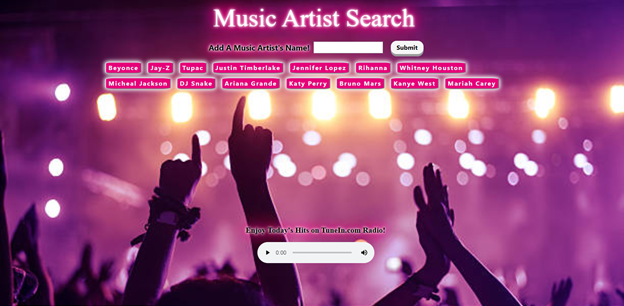 Music Artist Search
Add A Music Artist's Name! Submit
Beyonce Jay-Z Tupac Justin Timberlake Jennifer Lopez Rihanna Whitney Houston
Micheal Jackson DJ Snake Ariana Grande Katy Perry Bruno Mars Kanye West Mariah Carey
Enjoy Today's Hits on TuneIn.com Radio!
0:00